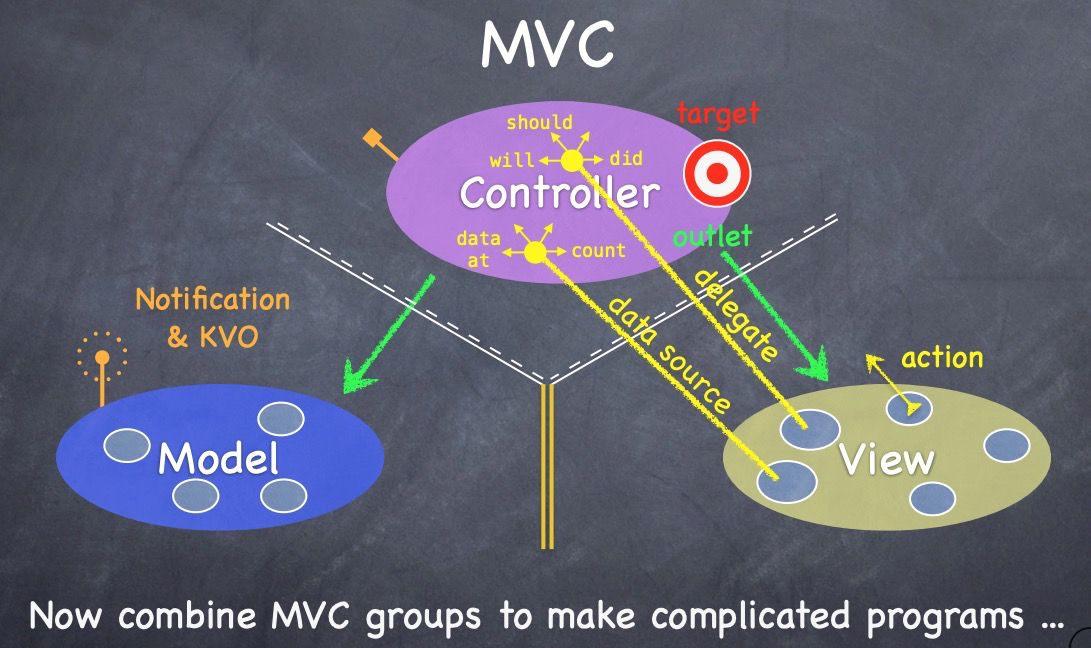 MVC
target
should
will
did
Controller
outlet
data
at
count
delegate
data source
Notification
& KVO
action
Model
View
Now combine MVC groups to make complicated programs ...